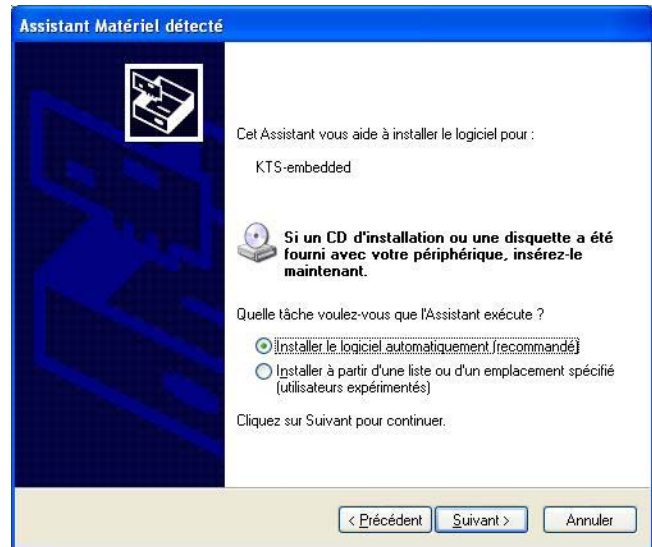 Assistant Matériel détecté
Cet Assistant vous aide à installer le logiciel pour :
KTS-embedded
Si un CD d'installation ou une disquette a été
fourni avec votre périphérique, insérez-le
maintenant.
Quelle tâche voulez-vous que l'Assistant exécute ?
Installer le logiciel automatiquement (recommandé)
Installer à partir d'une liste ou d'un emplacement spécifié
(utilisateurs expérimentés)
Cliquez sur Suivant pour continuer.
< Précédent
Suivant >
Annuler